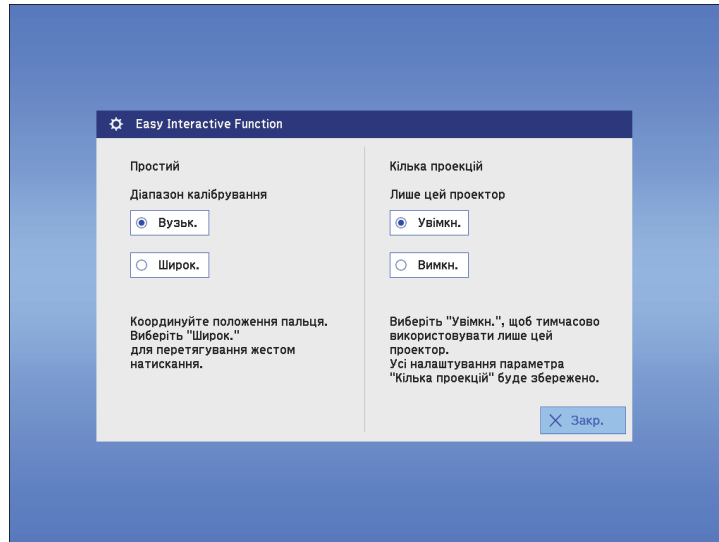 Easy Interactive Function
Простий
Діапазон калібрування
Вузьк.
Широк.
Координуйте положення пальця.
Виберіть "Широк."
для перетягування жестом
натискання.
Кілька проекцій
Лише цей проектор
Увімкн.
Вимкн.
Виберіть "Увімкн.", щоб тимчасово
використовувати лише цей
проектор.
Усі налаштування параметра
"Кілька проекцій" буде збережено.
Закр.